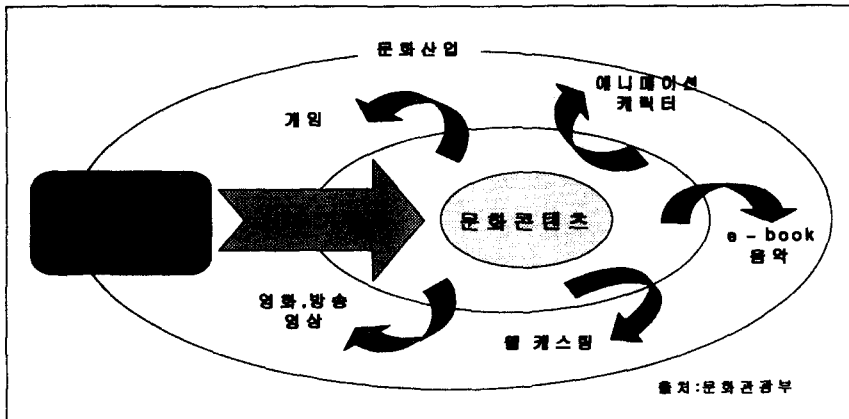 문화산업
애니메이션
캐릭터
게임
문화콘텐츠
e - book
음악
영화,방송
영상
웹 캐스팅
출처:문화관광부